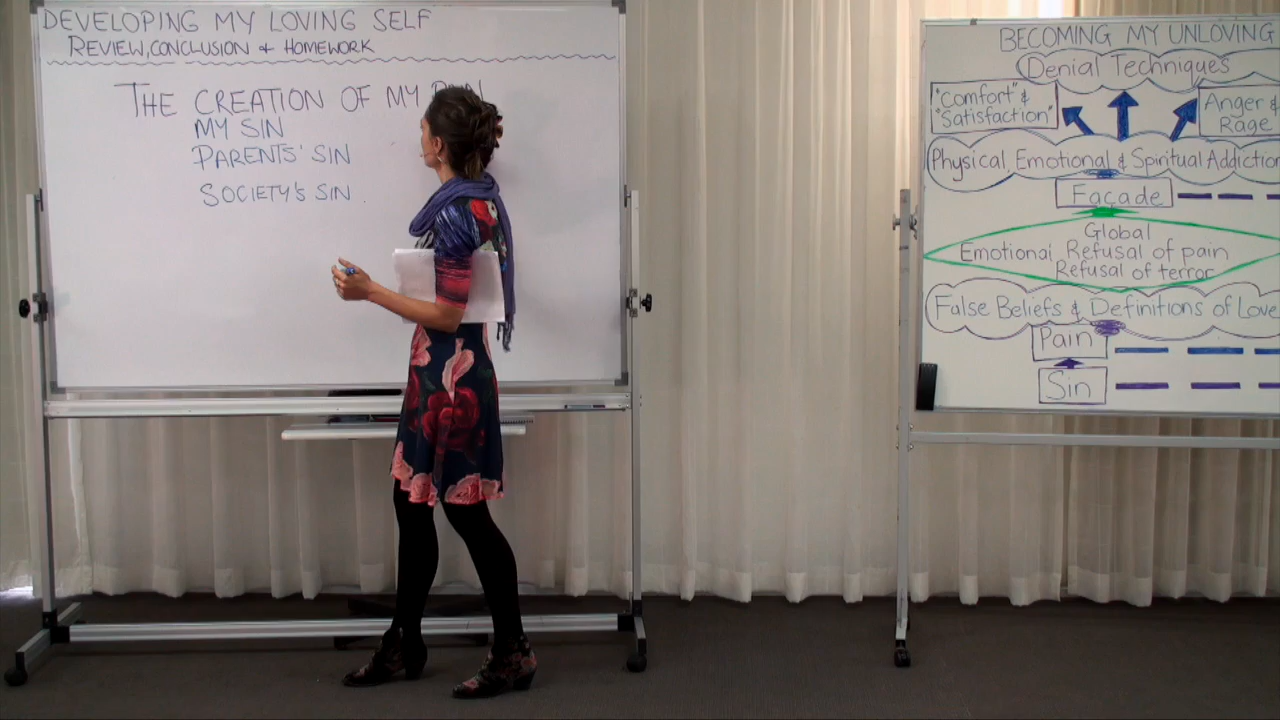 DEVELOPING MY LOVING SELF
REVIEW, CONCLUSION & HOMEWORK
THE CREATION OF MY
MY SIN
PARENTS' SIN
SOCIETY'S SIN
BECOMING MY UNLOVING
Denial Techniques
"Comfort" &
"Satisfaction"
Anger &
Rage
Physical, Emotional & Spiritual Addiction
Façade
Global
Emotional Refusal of pain
Refusal of terror
False Beliefs & Definitions of Love
Pain
Sin